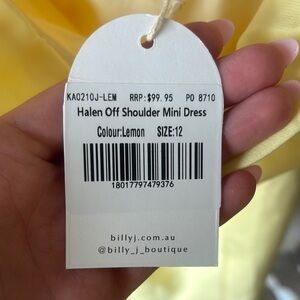 KA0210J-LEM RRP:$99.95 PO 8710
Halen Off Shoulder Mini Dress
Colour:Lemon SIZE:12
18017797479376
billyj.com.au
@billy_j_boutique